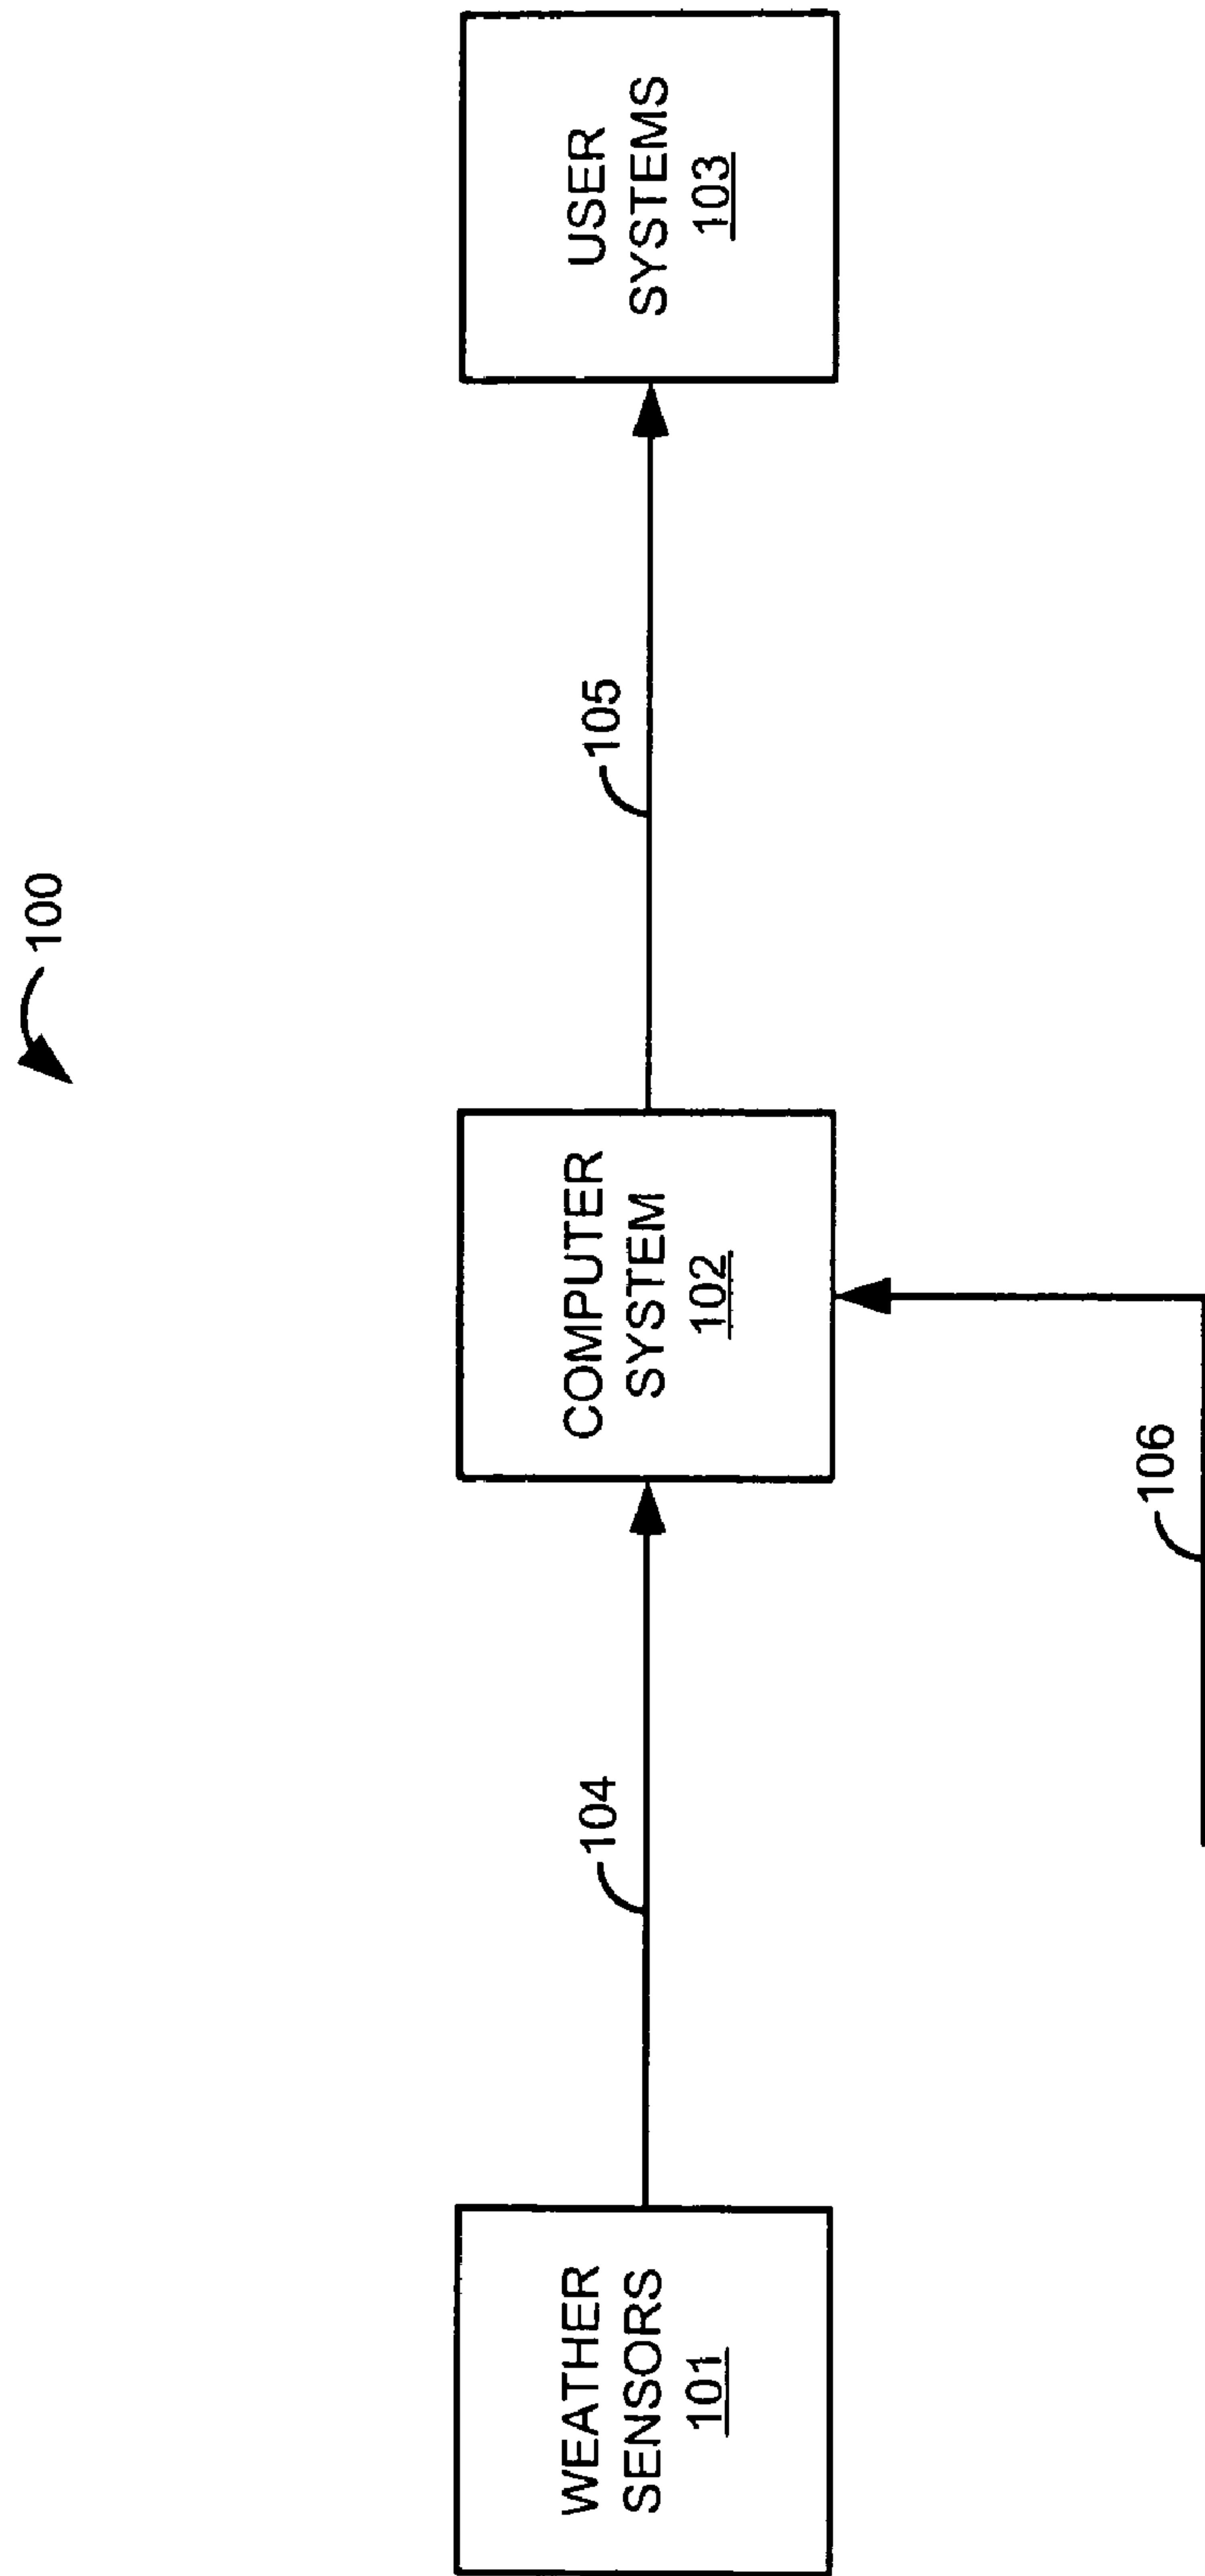 100
WEATHER
SENSORS
101
104
COMPUTER
SYSTEM
102
105
USER
SYSTEMS
103
106